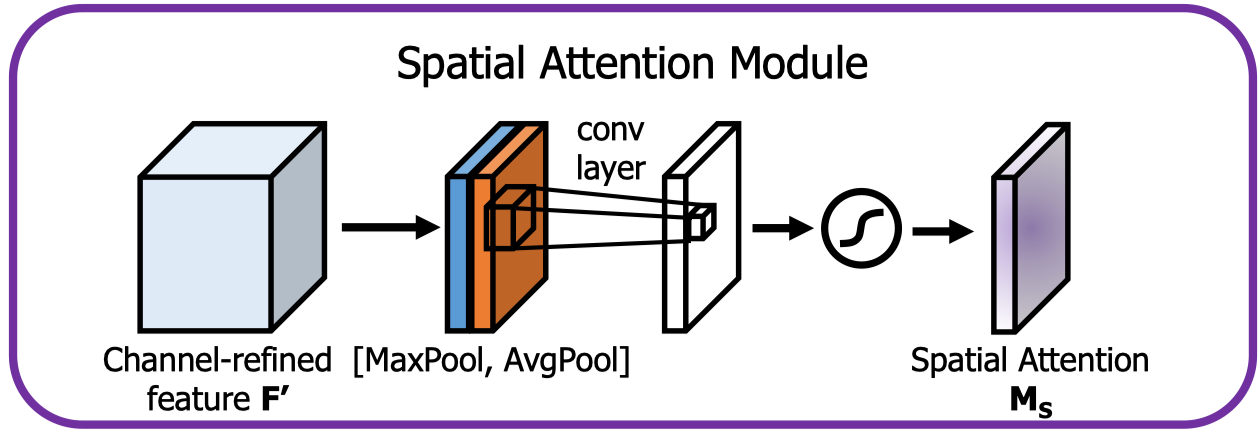 Spatial Attention Module
conv
layer
Channel-refined
feature F’
[MaxPool, AvgPool]
Spatial Attention
Ms